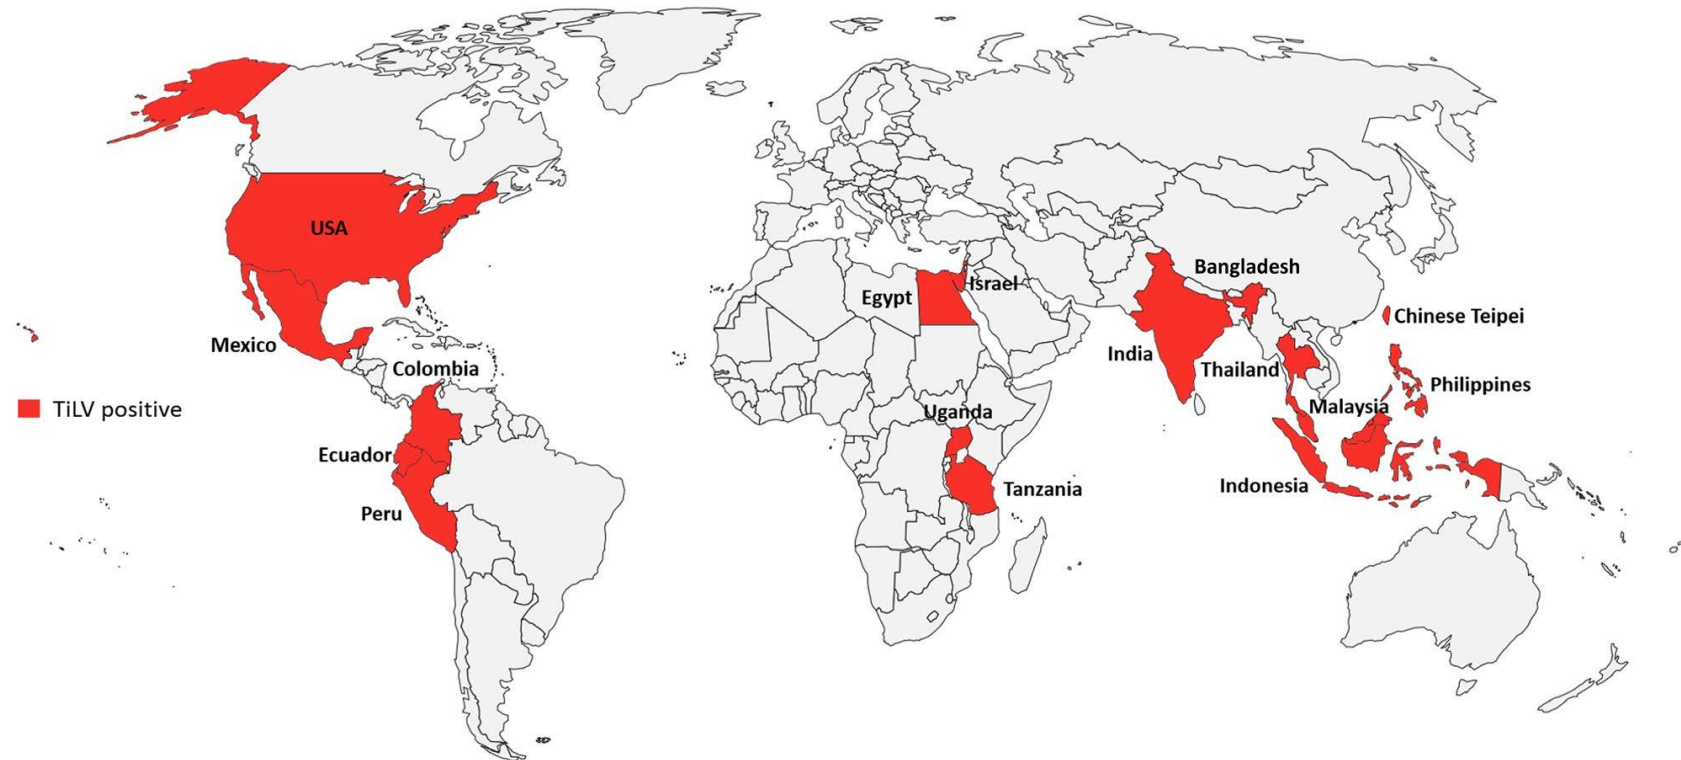 USA
Bangladesh
Israel
Egypt
Chinese Teipei
Mexico
India
Colombia
Thailand
Philippines
Malaysia
TiLV positive
Uganda
Ecuador
Indonesia
Tanzania
Peru